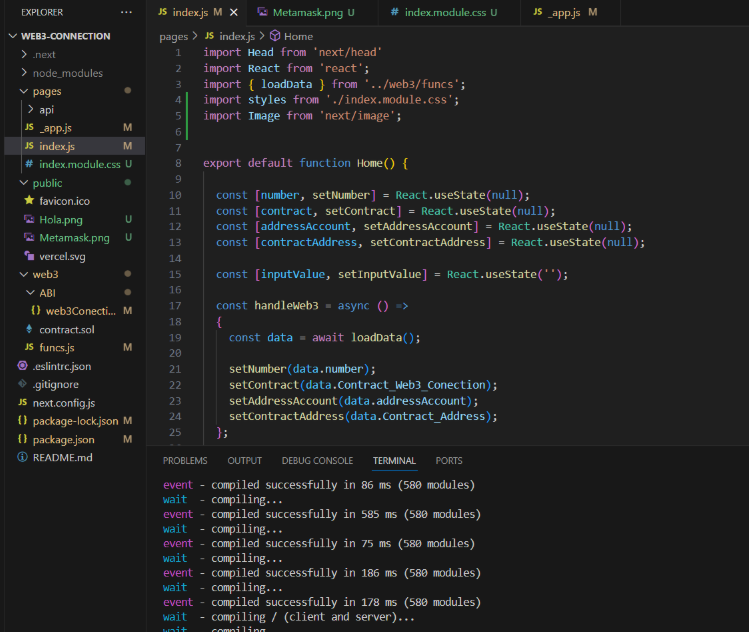 EXPLORER ...
WEB3-CONNECTION
.next
node_modules
pages
api
JS _app.js M
JS index.js M
# index.module.css U
public
favicon.ico
Hola.png U
Metamask.png U
vercel.svg
web3
ABI
{} web3Conecti... M
contract.sol
JS funcs.js M
.eslintrc.json
.gitignore
JS next.config.js
{} package-lock.json M
{} package.json M
README.md
JS index.js M X
Metamask.png U
# index.module.css U
JS _app.js M
pages > JS index.js > Home
1 import Head from 'next/head'
2 import React from 'react';
3 import { loadData } from '../web3/funcs';
4 import styles from './index.module.css';
5 import Image from 'next/image';
6
7
8 export default function Home() {
9
10 const [number, setNumber] = React.useState(null);
11 const [contract, setContract] = React.useState(null);
12 const [addressAccount, setAddressAccount] = React.useState(null);
13 const [contractAddress, setContractAddress] = React.useState(null);
14
15 const [inputValue, setInputValue] = React.useState('');
16
17 const handleWeb3 = async () =>
18 {
19 const data = await loadData();
20
21 setNumber(data.number);
22 setContract(data.Contract_Web3_Conection);
23 setAddressAccount(data.addressAccount);
24 setContractAddress(data.Contract_Address);
25 };
PROBLEMS OUTPUT DEBUG CONSOLE TERMINAL PORTS
event - compiled successfully in 86 ms (580 modules)
wait - compiling...
event - compiled successfully in 585 ms (580 modules)
wait - compiling...
event - compiled successfully in 75 ms (580 modules)
wait - compiling...
event - compiled successfully in 186 ms (580 modules)
wait - compiling...
event - compiled successfully in 178 ms (580 modules)
wait - compiling / (client and server)...
wait - compiling